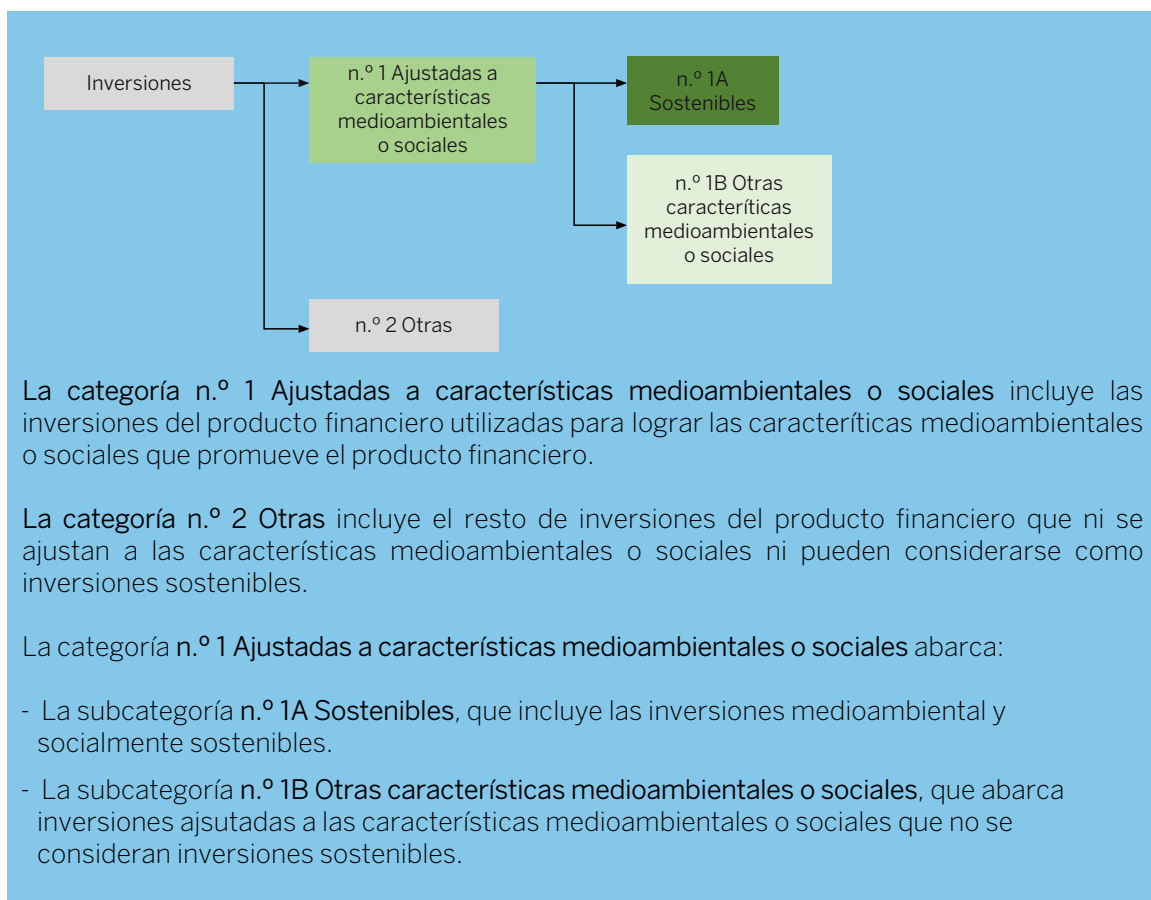 Inversiones
n.º 1 Ajustadas a
características
medioambientales
o sociales
n.º 1A
Sostenibles
n.º 1B Otras
caracteríticas
medioambientales
o sociales
n.º 2 Otras
La categoría n.º 1 Ajustadas a características medioambientales o sociales incluye las
inversiones del producto financiero utilizadas para lograr las caracteríticas medioambientales
o sociales que promueve el producto financiero.
La categoría n.º 2 Otras incluye el resto de inversiones del producto financiero que ni se
ajustan a las características medioambientales o sociales ni pueden considerarse como
inversiones sostenibles.
La categoría n.º 1 Ajustadas a características medioambientales o sociales abarca:
- La subcategoría n.º 1A Sostenibles, que incluye las inversiones medioambiental y
socialmente sostenibles.
- La subcategoría n.º 1B Otras características medioambientales o sociales, que abarca
inversiones ajsutadas a las características medioambientales o sociales que no se
consideran inversiones sostenibles.